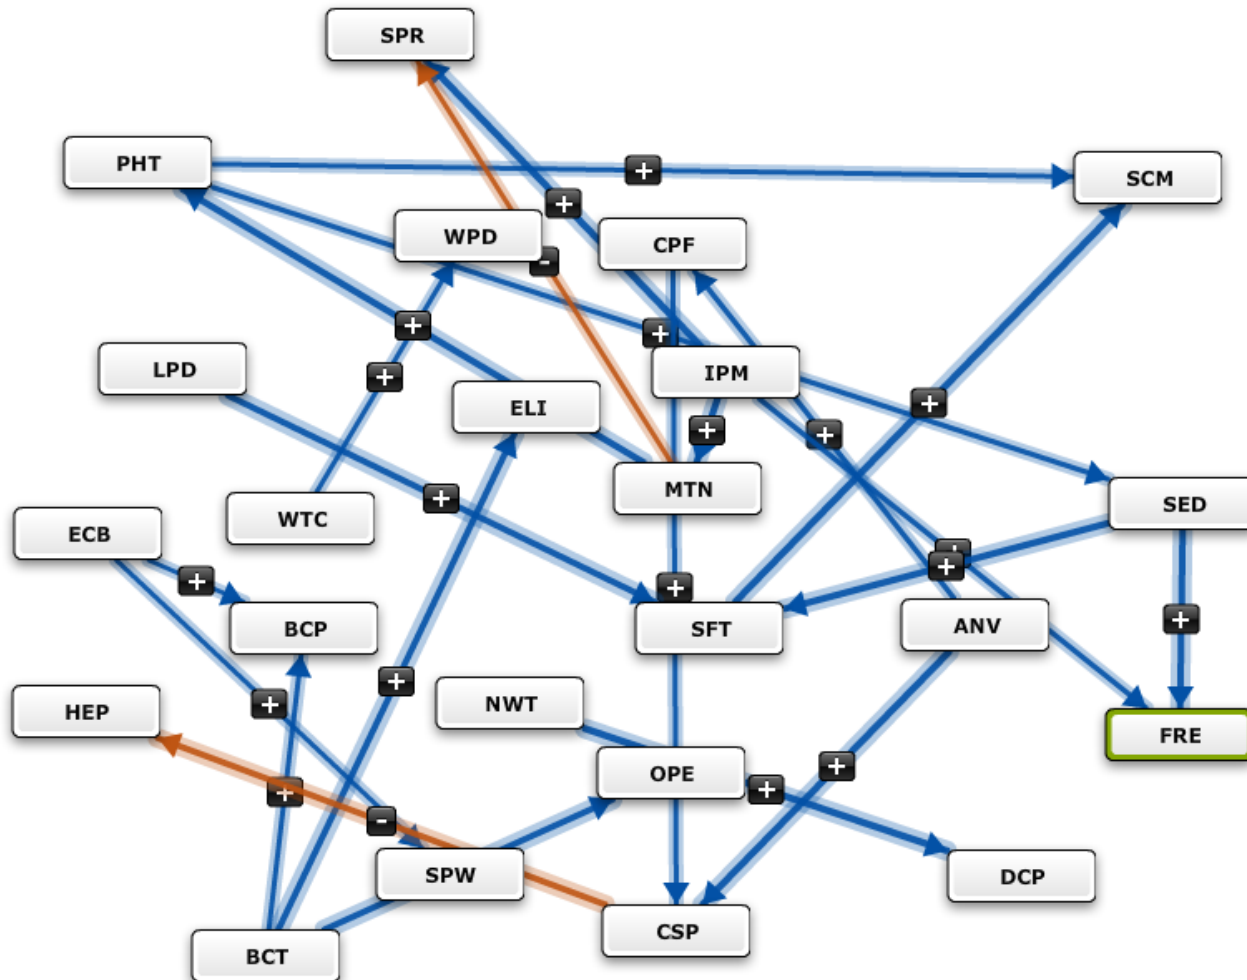 SPR
PHT
+
SCM
+
WPD
CPF
-
+
+
LPD
IPM
+
ELI
+
+
+
MTN
+
WTC
SED
ECB
+
+
+
+
+
BCP
SFT
ANV
+
+
HEP
+
NWT
FRE
OPE
+
+
+
-
SPW
DCP
CSP
BCT